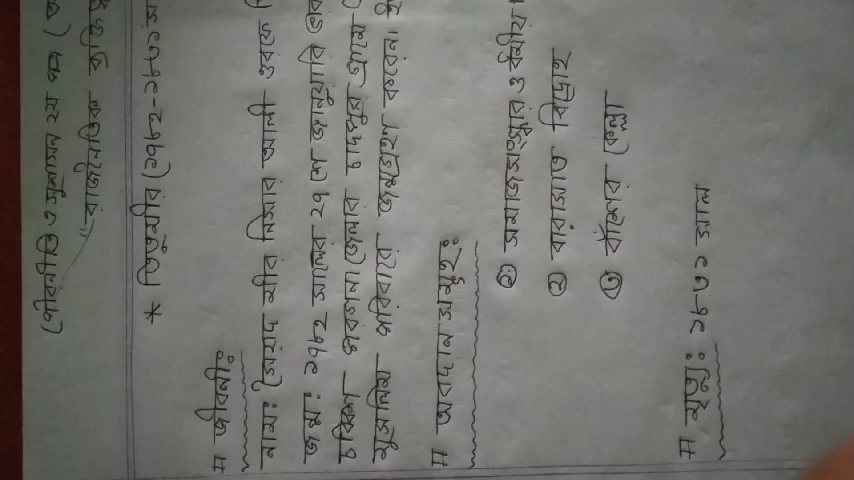 (পৌরনীতি ও সুশাসন ২য় পত্র (
রাজনৈতিক
* তিতুমীর (১৭৮২-১৮৩১
# জীবনীঃ
নামঃ সৈয়দ মীর নিসার আলী ওরফে
জন্মঃ ১৭৮২ সালের ২৭ শে জানুয়ারি
চব্বিশ পরগনা জেলার চাদপুর গ্রামে
মুসলিম পরিবারে জন্মগ্রহণ করেন।
# অবদান সমূহঃ
① সমাজসংস্কার ও ধর্মীয়
② বারাসাত বিদ্রোহ
③ বাঁশের কেল্লা
# মৃত্যুঃ ১৮৩১ সাল